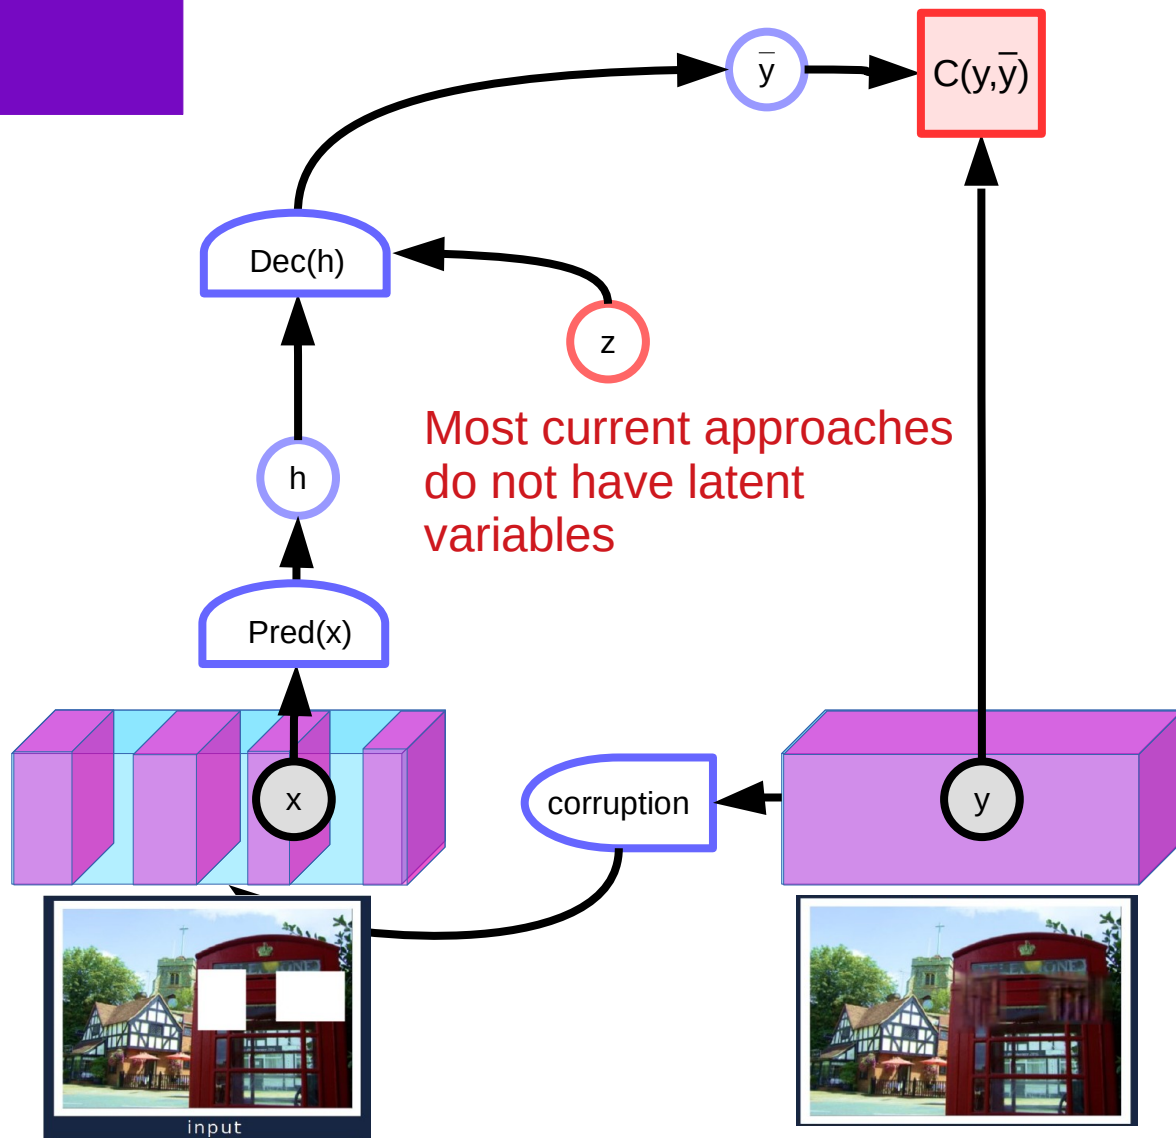 ȳ
C(y,ȳ)
Dec(h)
z
Most current approaches
do not have latent
variables
h
Pred(x)
x
corruption
y
input